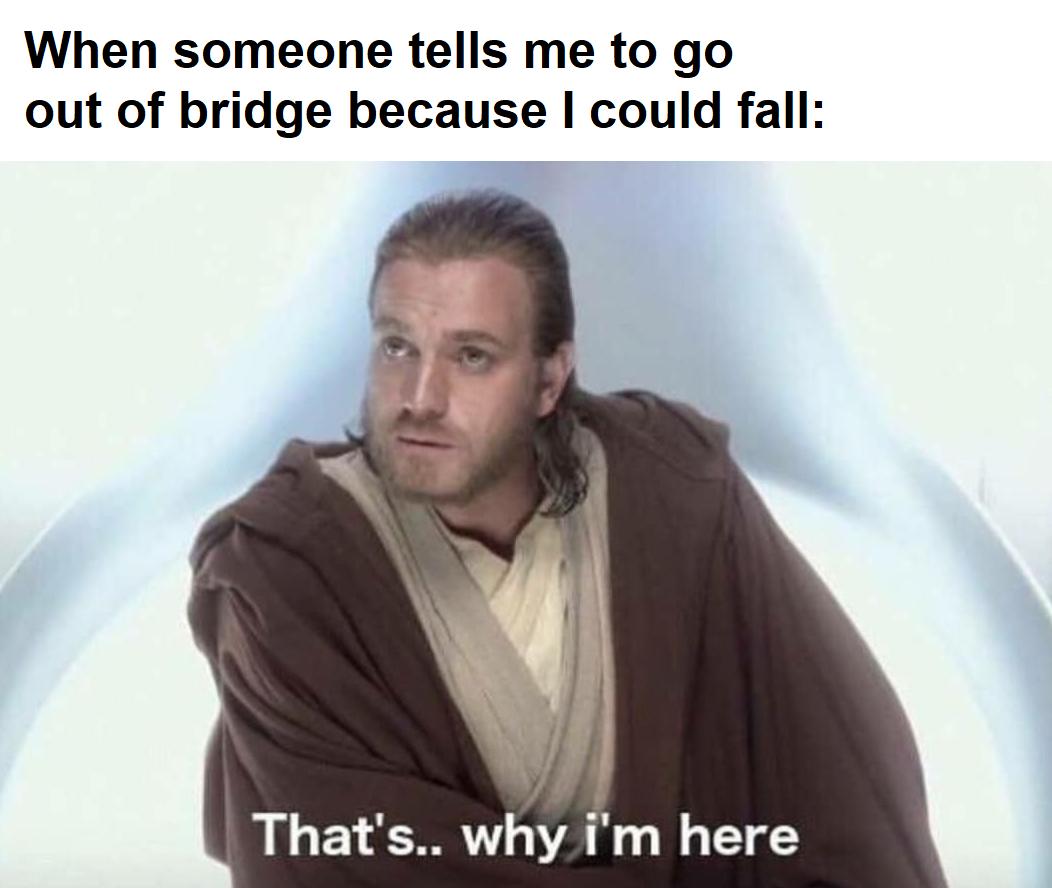 When someone tells me to go
out of bridge because I could fall:
That's.. why i'm here